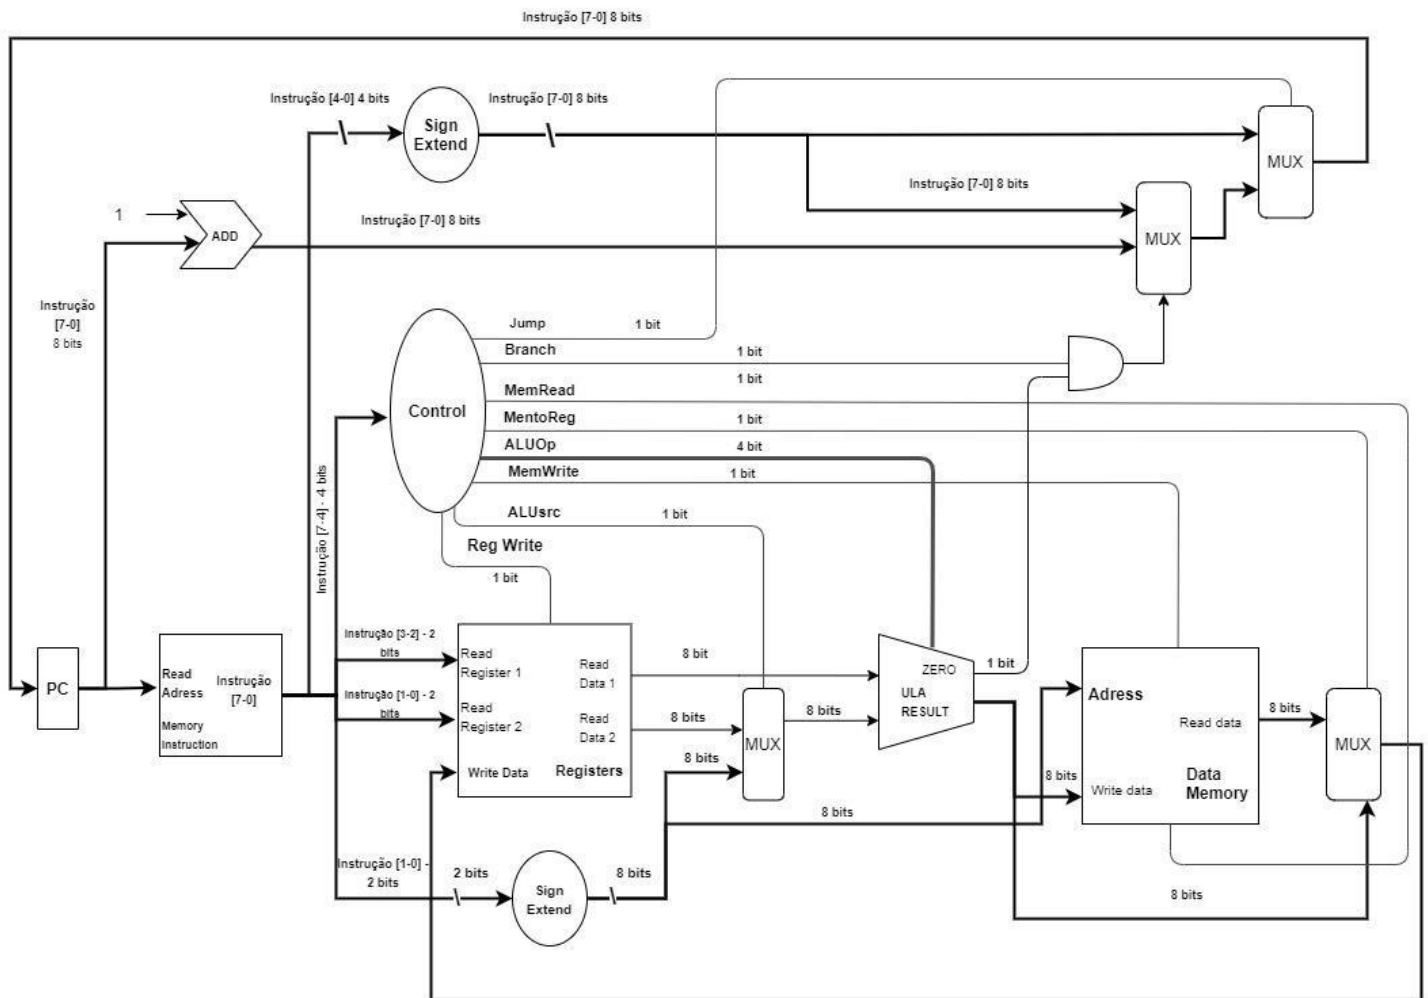 Instrução [7-0] 8 bits
Instrução [4-0] 4 bits
Instrução [7-0] 8 bits
Sign
Extend
MUX
Instrução [7-0] 8 bits
1
ADD
Instrução [7-0] 8 bits
MUX
Instrução
[7-0]
8 bits
Jump
1 bit
Branch
1 bit
1 bit
MemRead
Control
MentoReg
1 bit
ALUOp
4 bit
MemWrite
1 bit
Instrução [7-4] - 4 bits
ALUsrc
1 bit
Reg Write
1 bit
Instrução [3-2] - 2
bits
Instrução [1-0] - 2
bits
PC
Read
Adress
Instrução
[7-0]
Memory
Instruction
Read
Register 1
Read
Data 1
Read
Register 2
Read
Data 2
Write Data
Registers
8 bit
8 bits
8 bits
MUX
8 bits
ZERO
ULA
RESULT
1 bit
8 bits
Adress
Read data
Write data
Data
Memory
8 bits
MUX
8 bits
Instrução [1-0] -
2 bits
2 bits
Sign
Extend
8 bits
8 bits